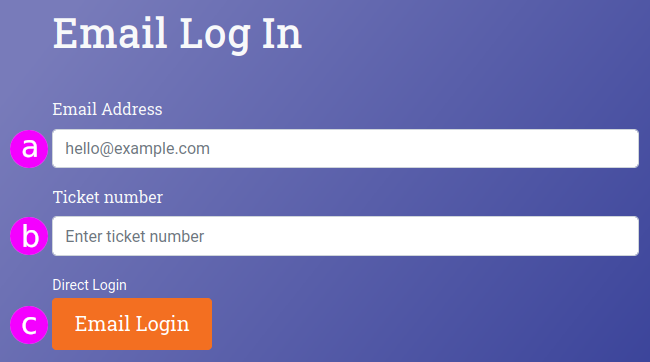 Email Log In
Email Address
a hello@example.com
Ticket number
b Enter ticket number
Direct Login
c Email Login